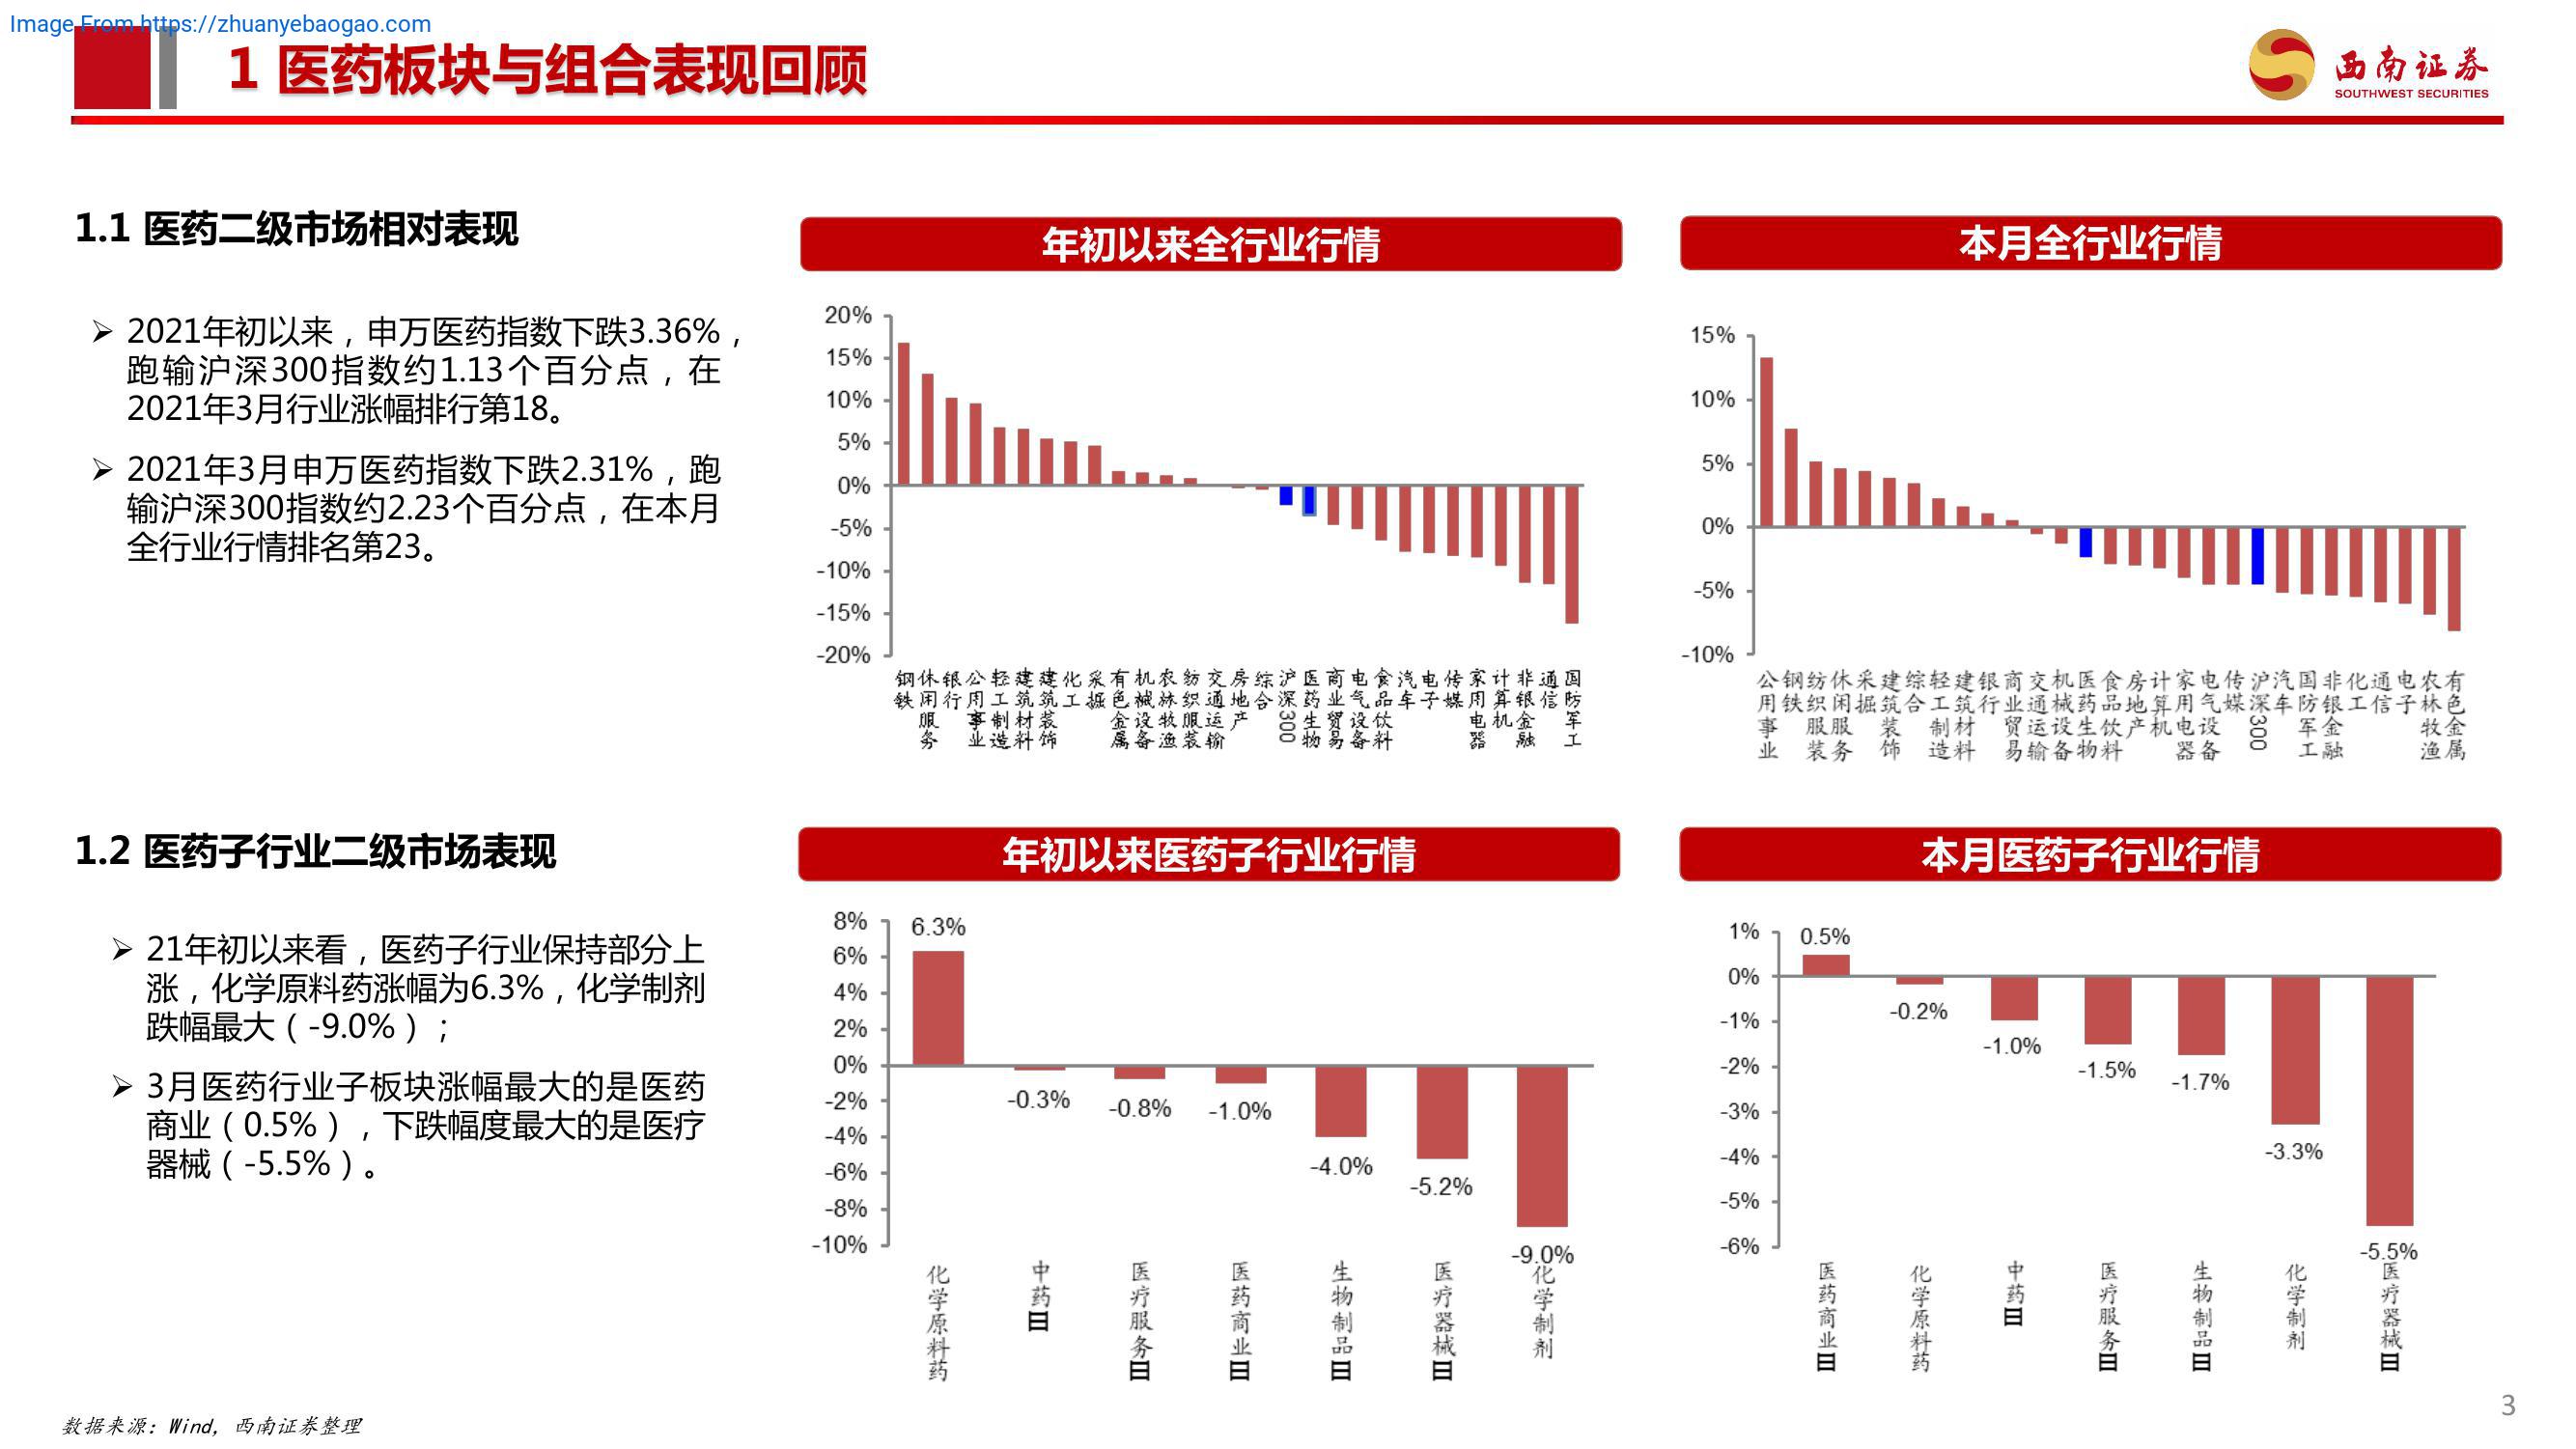 Image From https://zhuanyebaogao.com
1 医药板块与组合表现回顾
西南证券
SOUTHWEST SECURITIES
1.1 医药二级市场相对表现
➢ 2021年初以来，申万医药指数下跌3.36%，
跑输沪深300指数约1.13个百分点，在
2021年3月行业涨幅排行第18。
➢ 2021年3月申万医药指数下跌2.31%，跑
输沪深300指数约2.23个百分点，在本月
全行业行情排名第23。
年初以来全行业行情
20%
15%
10%
5%
0%
-5%
-10%
-15%
-20%
钢铁
休闲服务
银行
公用事业
轻工制造
建筑材料
建筑装饰
化工
采掘
有色金属
机械设备
农林牧渔
纺织服装
交通运输
房地产
综合
沪深300
医药生物
商业贸易
电气设备
食品饮料
汽车
电子
传媒
家用电器
计算机
非银金融
通信
国防军工
本月全行业行情
15%
10%
5%
0%
-5%
-10%
公用事业
钢铁
纺织服装
休闲服务
采掘
建筑装饰
综合
轻工制造
建筑材料
银行
商业贸易
交通运输
机械设备
医药生物
食品饮料
房地产
计算机
家用电器
电气设备
传媒
沪深300
汽车
国防军工
非银金融
化工
通信
电子
农林牧渔
有色金属
1.2 医药子行业二级市场表现
➢ 21年初以来看，医药子行业保持部分上
涨，化学原料药涨幅为6.3%，化学制剂
跌幅最大（-9.0%）；
➢ 3月医药行业子板块涨幅最大的是医药
商业（0.5%），下跌幅度最大的是医疗
器械（-5.5%）。
年初以来医药子行业行情
8%
6%
4%
2%
0%
-2%
-4%
-6%
-8%
-10%
6.3%
-0.3%
-0.8%
-1.0%
-4.0%
-5.2%
-9.0%
化学原料药
中药Ⅲ
医疗服务Ⅲ
医药商业Ⅲ
生物制品Ⅲ
医疗器械Ⅲ
化学制剂
本月医药子行业行情
1%
0%
-1%
-2%
-3%
-4%
-5%
-6%
0.5%
-0.2%
-1.0%
-1.5%
-1.7%
-3.3%
-5.5%
医药商业Ⅲ
化学原料药
中药Ⅲ
医疗服务Ⅲ
生物制品Ⅲ
化学制剂
医疗器械Ⅲ
数据来源：Wind，西南证券整理
3